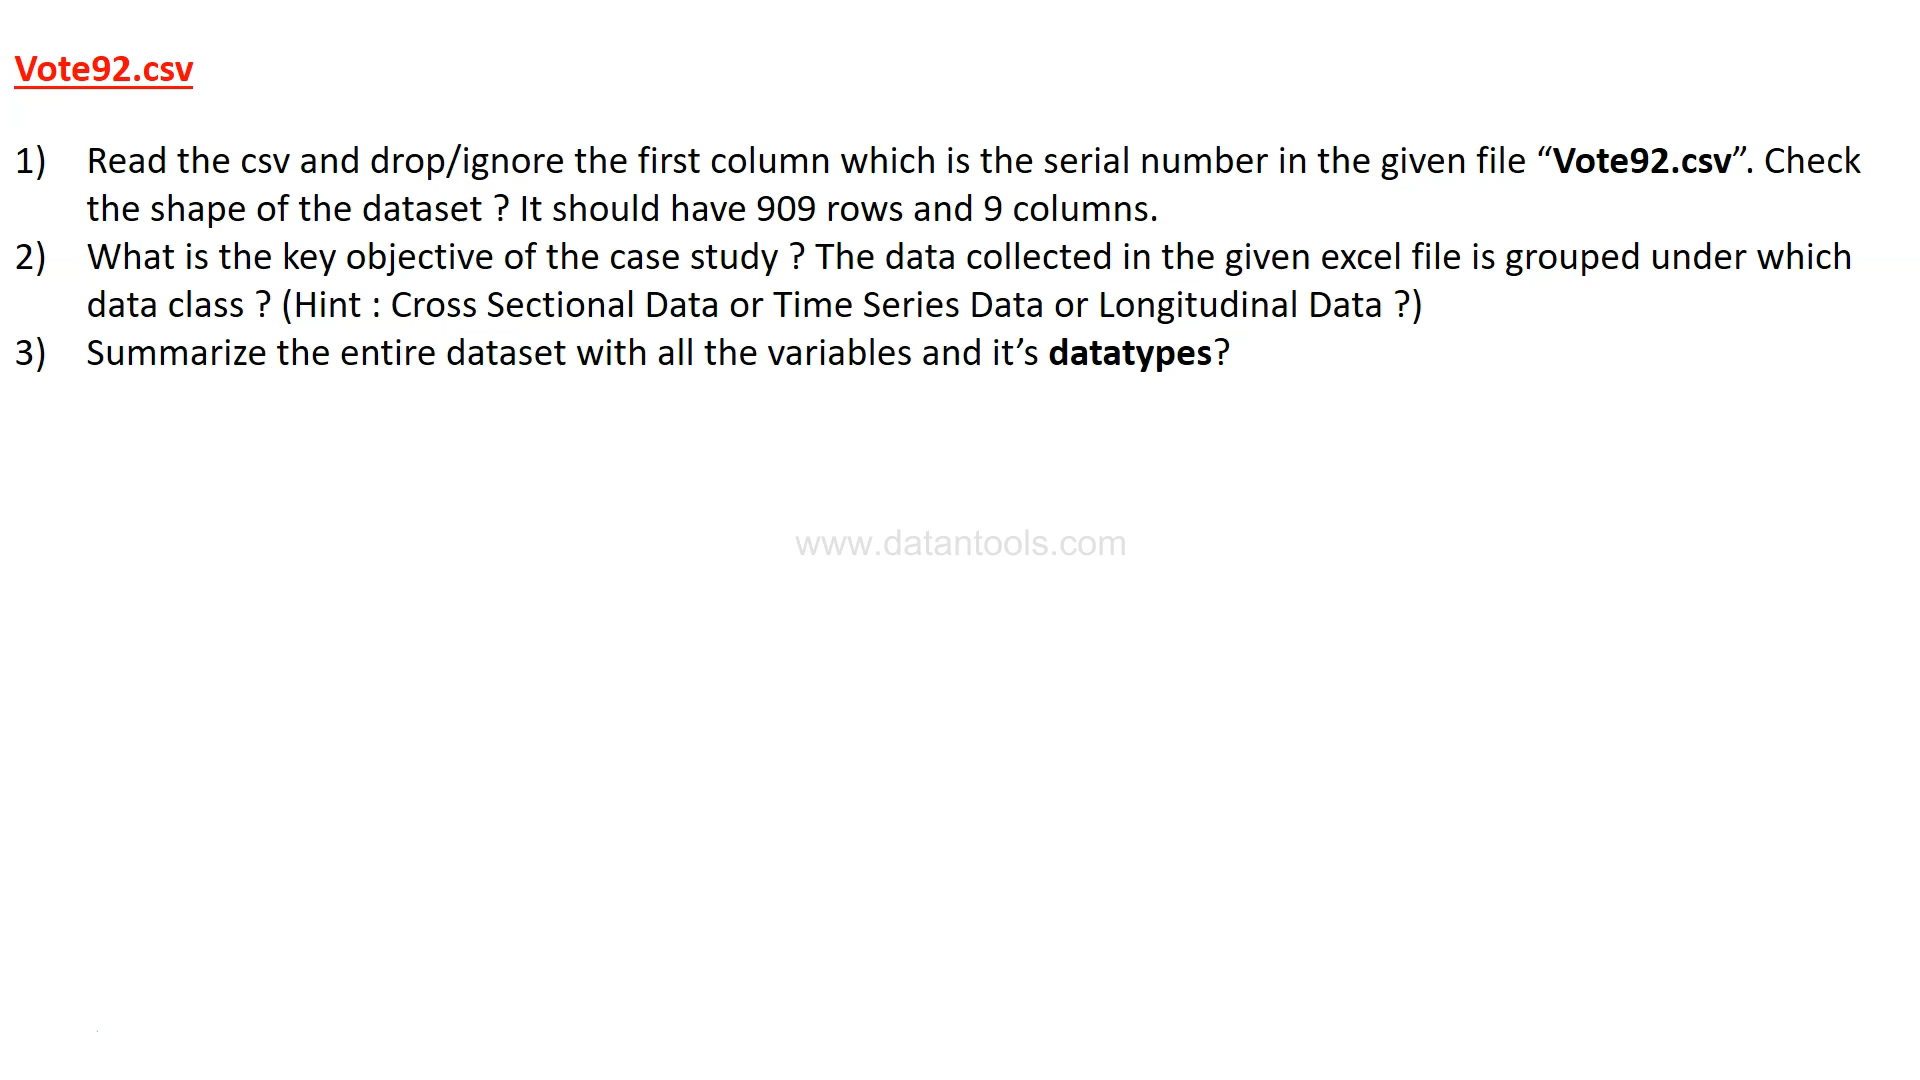 Vote92.csv
1) Read the csv and drop/ignore the first column which is the serial number in the given file “Vote92.csv”. Check
the shape of the dataset ? It should have 909 rows and 9 columns.
2) What is the key objective of the case study ? The data collected in the given excel file is grouped under which
data class ? (Hint : Cross Sectional Data or Time Series Data or Longitudinal Data ?)
3) Summarize the entire dataset with all the variables and it’s datatypes?
www.datantools.com